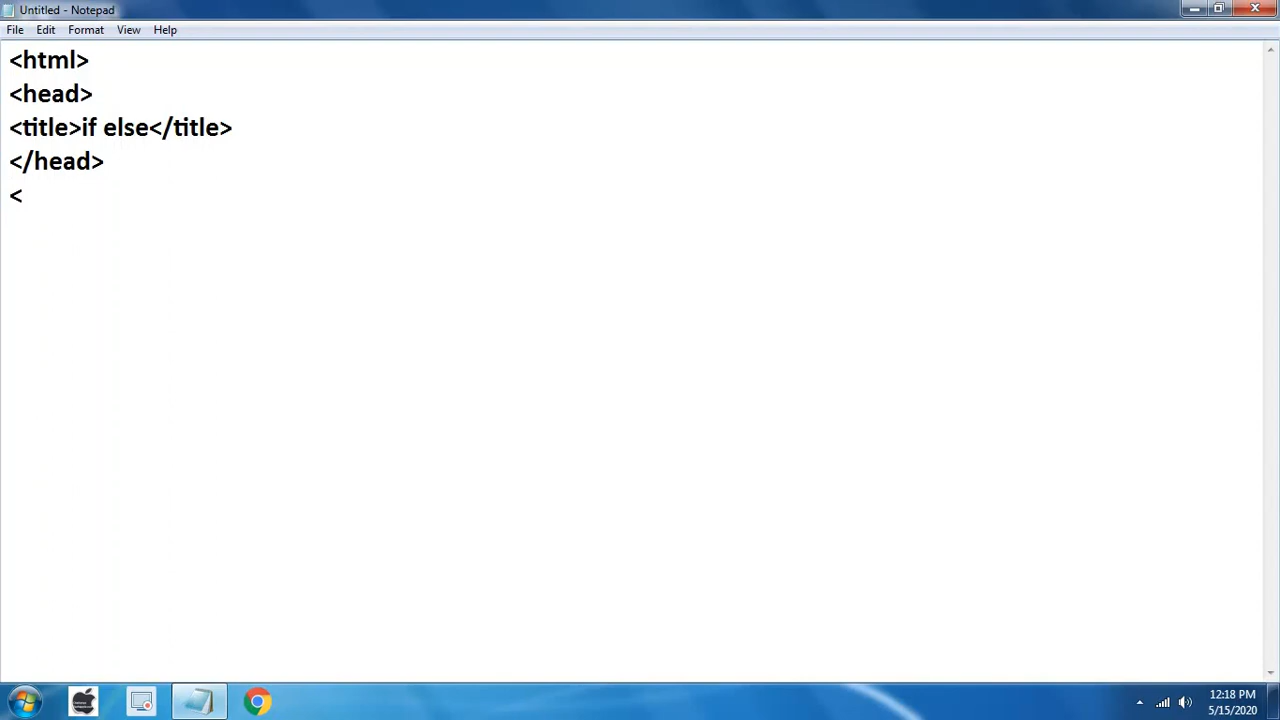 Untitled - Notepad
File Edit Format View Help
<html>
<head>
<title>if else</title>
</head>
<
12:18 PM
5/15/2020